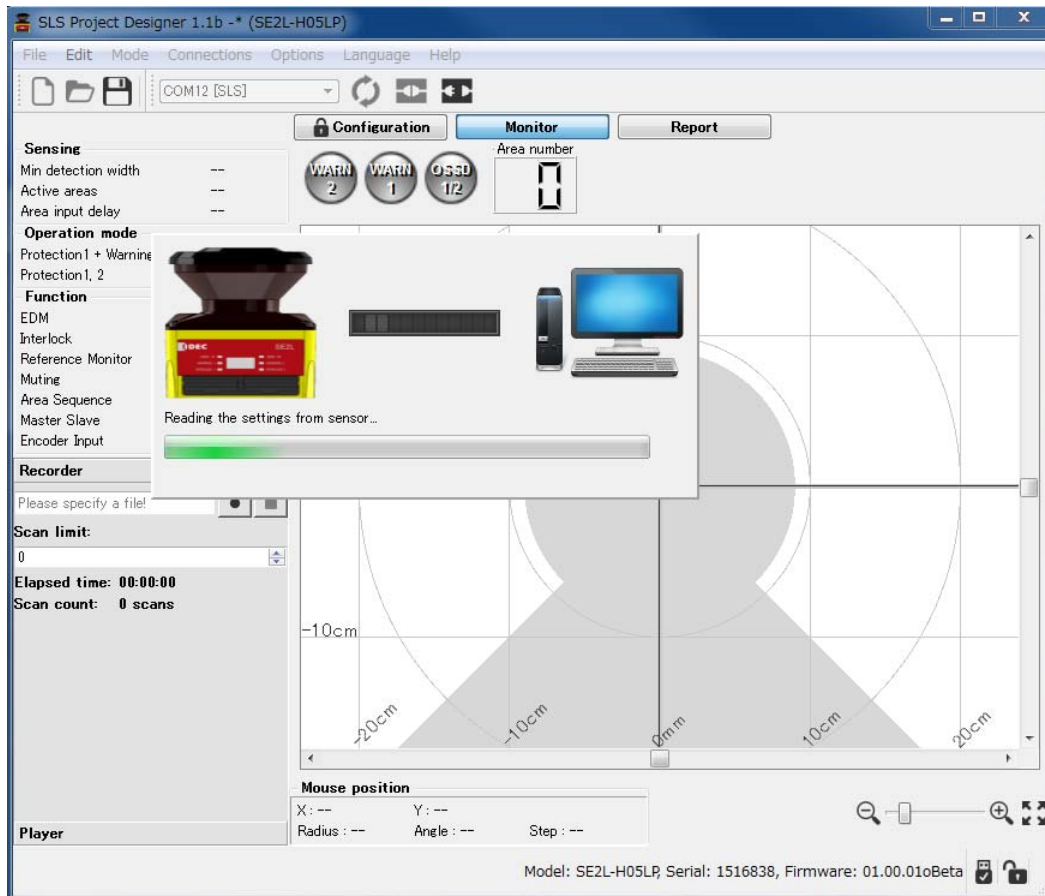 SLS Project Designer 1.1b -* (SE2L-H05LP)
File Edit Mode Connections Options Language Help
COM12 [SLS]
Configuration Monitor Report
Sensing
Min detection width --
Active areas --
Area input delay --
WARN 2 WARN 1 OSSD 1/2
Area number
0
Operation mode
Protection1 + Warning
Protection1, 2
Function
EDM
Interlock
Reference Monitor
Muting
Area Sequence
Master Slave
Encoder Input
IDEC SE2L
Reading the settings from sensor...
Recorder
Please specify a file!
Scan limit:
0
Elapsed time: 00:00:00
Scan count: 0 scans
-10cm
-20cm -10cm 0mm 10cm 20cm
Mouse position
X : -- Y : --
Radius : -- Angle : -- Step : --
Player
Model: SE2L-H05LP, Serial: 1516838, Firmware: 01.00.01oBeta